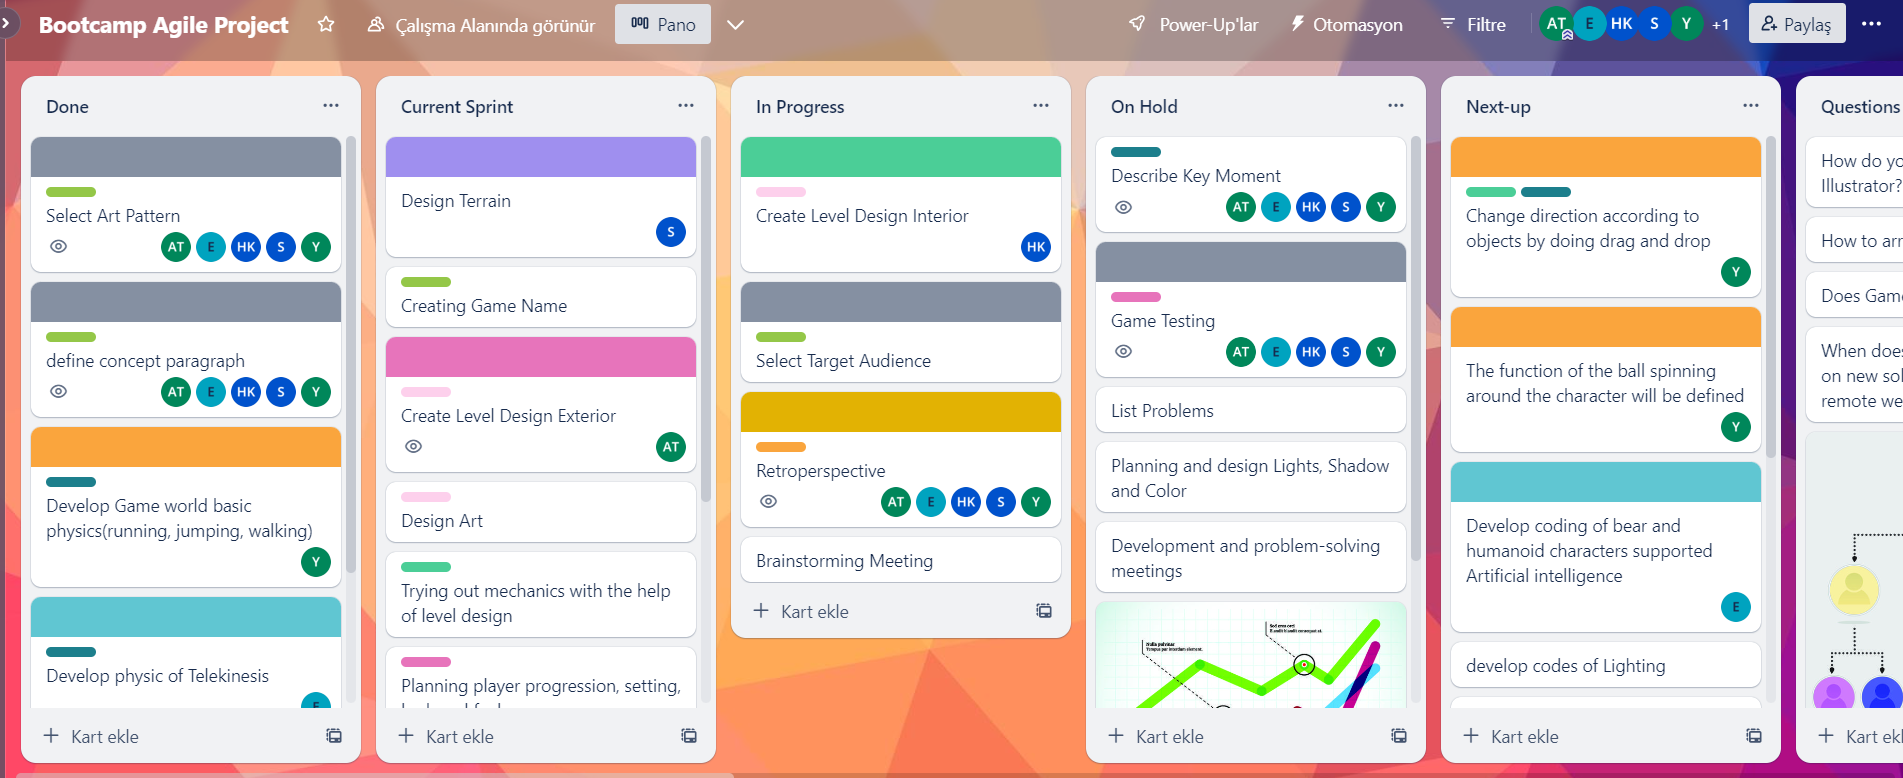 Bootcamp Agile Project
Çalışma Alanında görünür
Pano
Power-Up'lar
Otomasyon
Filtre
AT E HK S Y +1
Paylaş
Done
Select Art Pattern
AT E HK S Y
define concept paragraph
AT E HK S Y
Develop Game world basic
physics(running, jumping, walking)
Y
Develop physic of Telekinesis
E
Kart ekle
Current Sprint
Design Terrain
S
Creating Game Name
Create Level Design Exterior
AT
Design Art
Trying out mechanics with the help
of level design
Planning player progression, setting,
Kart ekle
In Progress
Create Level Design Interior
HK
Select Target Audience
Retroperspective
AT E HK S Y
Brainstorming Meeting
Kart ekle
On Hold
Describe Key Moment
AT E HK S Y
Game Testing
AT E HK S Y
List Problems
Planning and design Lights, Shadow
and Color
Development and problem-solving
meetings
Kart ekle
Next-up
Change direction according to
objects by doing drag and drop
Y
The function of the ball spinning
around the character will be defined
Y
Develop coding of bear and
humanoid characters supported
Artificial intelligence
E
develop codes of Lighting
Kart ekle
Questions
How do yo
Illustrator?
How to arr
Does Gam
When does
on new sol
remote we
Kart ekl